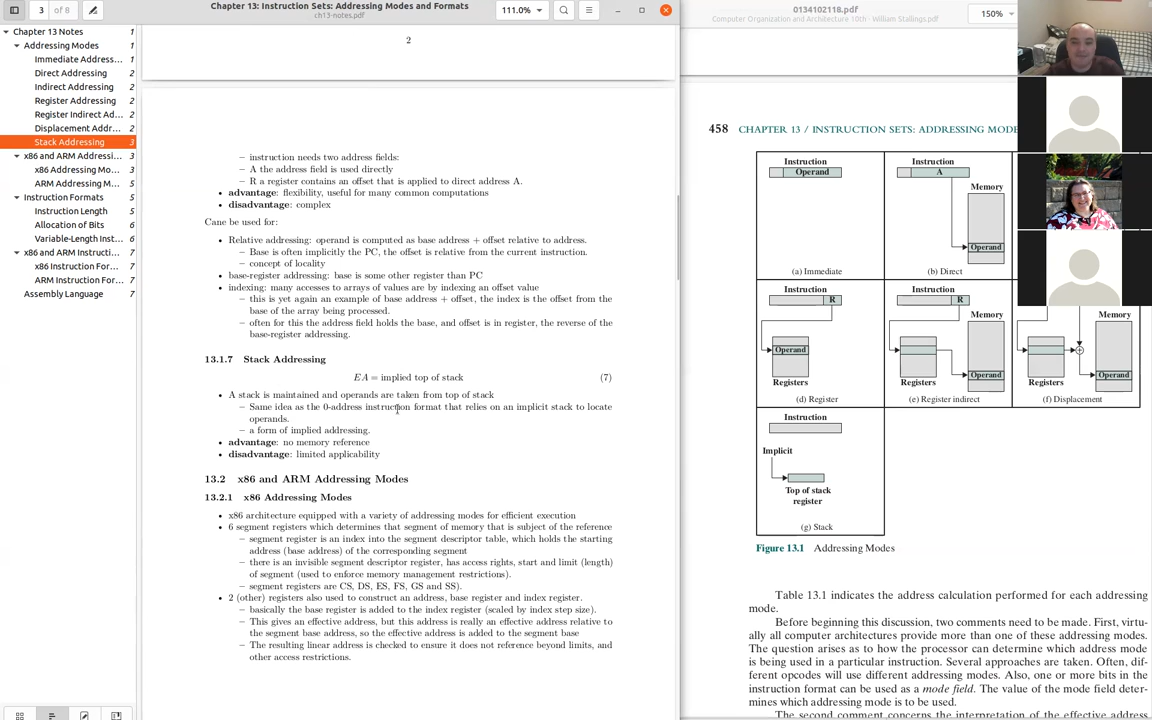 3 of 8
Chapter 13: Instruction Sets: Addressing Modes and Formats
ch13-notes.pdf
111.0%
Chapter 13 Notes 1
Addressing Modes 1
Immediate Address... 1
Direct Addressing 2
Indirect Addressing 2
Register Addressing 2
Register Indirect Ad... 2
Displacement Addr... 2
Stack Addressing 3
x86 and ARM Addressi... 3
x86 Addressing Mo... 3
ARM Addressing M... 5
Instruction Formats 5
Instruction Length 5
Allocation of Bits 6
Variable-Length Inst... 6
x86 and ARM Instructi... 7
x86 Instruction For... 7
ARM Instruction For... 7
Assembly Language 7
2
– instruction needs two address fields:
– A the address field is used directly
– R a register contains an offset that is applied to direct address A.
• advantage: flexibility, useful for many common computations
• disadvantage: complex
Cane be used for:
• Relative addressing: operand is computed as base address + offset relative to address.
– Base is often implicitly the PC, the offset is relative from the current instruction.
– concept of locality
• base-register addressing: base is some other register than PC
• indexing: many accesses to arrays of values are by indexing an offset value
– this is yet again an example of base address + offset, the index is the offset from the
base of the array being processed.
– often for this the address field holds the base, and offset is in register, the reverse of the
base-register addressing.
13.1.7 Stack Addressing
EA = implied top of stack (7)
• A stack is maintained and operands are taken from top of stack
– Same idea as the 0-address instruction format that relies on an implicit stack to locate
operands.
– a form of implied addressing.
• advantage: no memory reference
• disadvantage: limited applicability
13.2 x86 and ARM Addressing Modes
13.2.1 x86 Addressing Modes
• x86 architecture equipped with a variety of addressing modes for efficient execution
• 6 segment registers which determines that segment of memory that is subject of the reference
– segment register is an index into the segment descriptor table, which holds the starting
address (base address) of the corresponding segment
– there is an invisible segment descriptor register, has access rights, start and limit (length)
of segment (used to enforce memory management restrictions).
– segment registers are CS, DS, ES, FS, GS and SS).
• 2 (other) registers also used to construct an address, base register and index register.
– basically the base register is added to the index register (scaled by index step size).
– This gives an effective address, but this address is really an effective address relative to
the segment base address, so the effective address is added to the segment base
– The resulting linear address is checked to ensure it does not reference beyond limits, and
other access restrictions.
0134102118.pdf
Computer Organization and Architecture 10th - William Stallings.pdf
150%
458 CHAPTER 13 / INSTRUCTION SETS: ADDRESSING MODE
Instruction
Operand
(a) Immediate
Instruction
A
Memory
Operand
(b) Direct
Instruction
R
Operand
Registers
(d) Register
Instruction
R
Memory
Operand
Registers
(e) Register indirect
Memory
Operand
Registers
(f) Displacement
Instruction
Implicit
Top of stack
register
(g) Stack
Figure 13.1 Addressing Modes
Table 13.1 indicates the address calculation performed for each addressing
mode.
Before beginning this discussion, two comments need to be made. First, virtu-
ally all computer architectures provide more than one of these addressing modes.
The question arises as to how the processor can determine which address mode
is being used in a particular instruction. Several approaches are taken. Often, dif-
ferent opcodes will use different addressing modes. Also, one or more bits in the
instruction format can be used as a mode field. The value of the mode field deter-
mines which addressing mode is to be used.
The second comment concerns the interpretation of the effective address